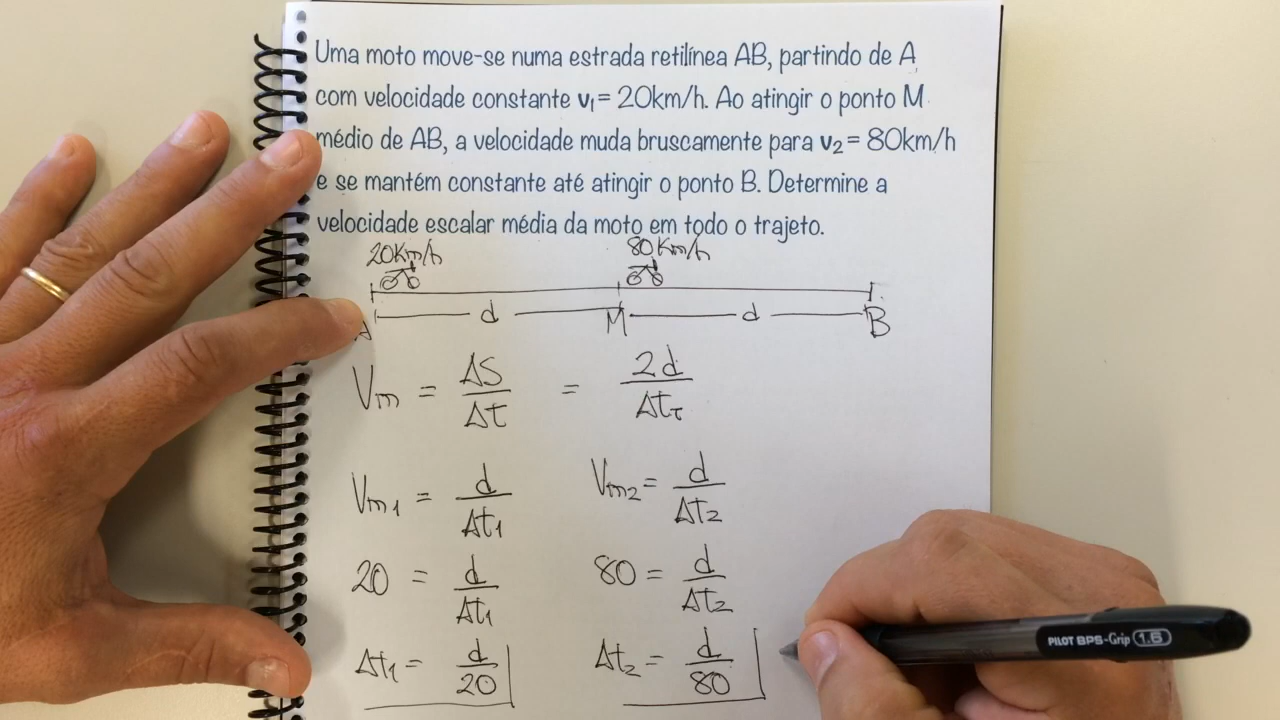 Uma moto move-se numa estrada retilínea AB, partindo de A
com velocidade constante v₁ = 20km/h. Ao atingir o ponto M
médio de AB, a velocidade muda bruscamente para v₂ = 80km/h
e se mantém constante até atingir o ponto B. Determine a
velocidade escalar média da moto em todo o trajeto.
20Km/h 80Km/h
A d M d B
Vm = ΔS/Δt = 2d/Δt_T
Vm₁ = d/Δt₁ Vm₂ = d/Δt₂
20 = d/Δt₁ 80 = d/Δt₂
Δt₁ = d/20 Δt₂ = d/80
PILOT BPS-Grip 1.6